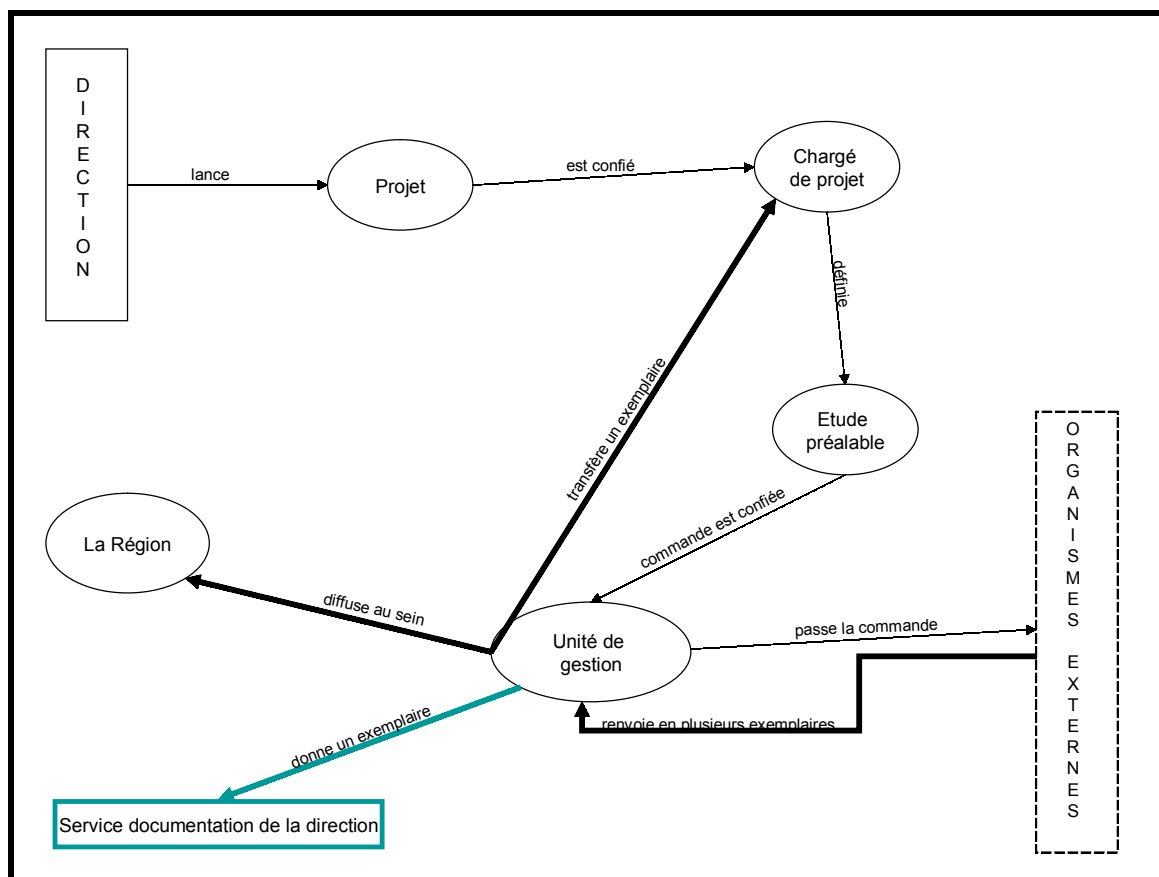 DIRECTION
lance
Projet
est confié
Chargé
de projet
définie
Etude
préalable
transfère un exemplaire
commande est confiée
ORGANISMES EXTERNES
La Région
diffuse au sein
Unité de
gestion
passe la commande
renvoie en plusieurs exemplaires
donne un exemplaire
Service documentation de la direction